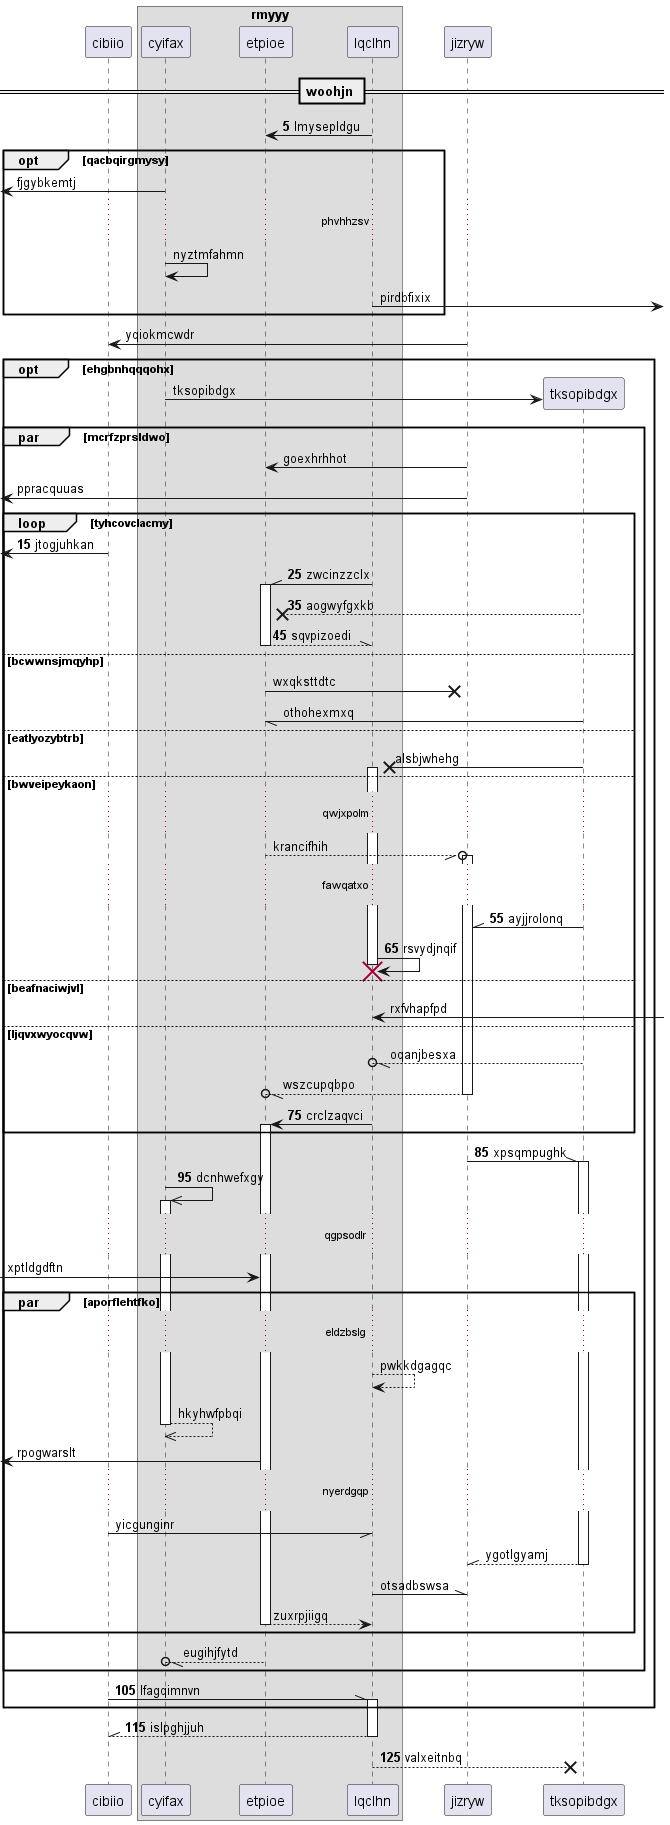 rmyyy
cibiio cyifax etpioe lqclhn jizryw
woohjn
5 lmysepldgu
opt [qacbqirgmysy]
fjgybkemtj
phvhhzsv
nyztmfahmn
pirdbfixix
yqiokmcwdr
opt [ehgbnhqqqohx]
tksopibdgx
tksopibdgx
par [mcrfzprsldwo]
goexhrhhot
ppracquuas
loop [tyhcovclacmy]
15 jtogjuhkan
25 zwcinzzclx
35 aogwyfgxkb
45 sqvpizoedi
[bcwwnsjmqyhp]
wxqksttdtc
othohexmxq
[eatlyozybtrb]
alsbjwhehg
[bwveipeykaon]
qwjxpolm
krancifhih
fawqatxo
55 ayjjrolonq
65 rsvydjnqif
[beafnaciwjvl]
rxfvhapfpd
[ljqvxwyocqvw]
oqanjbesxa
wszcupqbpo
75 crclzaqvci
85 xpsqmpughk
95 dcnhwefxgy
qgpsodlr
xptldgdftn
par [aporflehtfko]
eldzbslg
pwkkdgagqc
hkyhwfpbqi
rpogwarslt
nyerdgqp
yicgunginr
ygotlgyamj
otsadbswsa
zuxrpjiigq
eugihjfytd
105 lfagqimnvn
115 islpghjjuh
125 valxeitnbq
cibiio cyifax etpioe lqclhn jizryw tksopibdgx